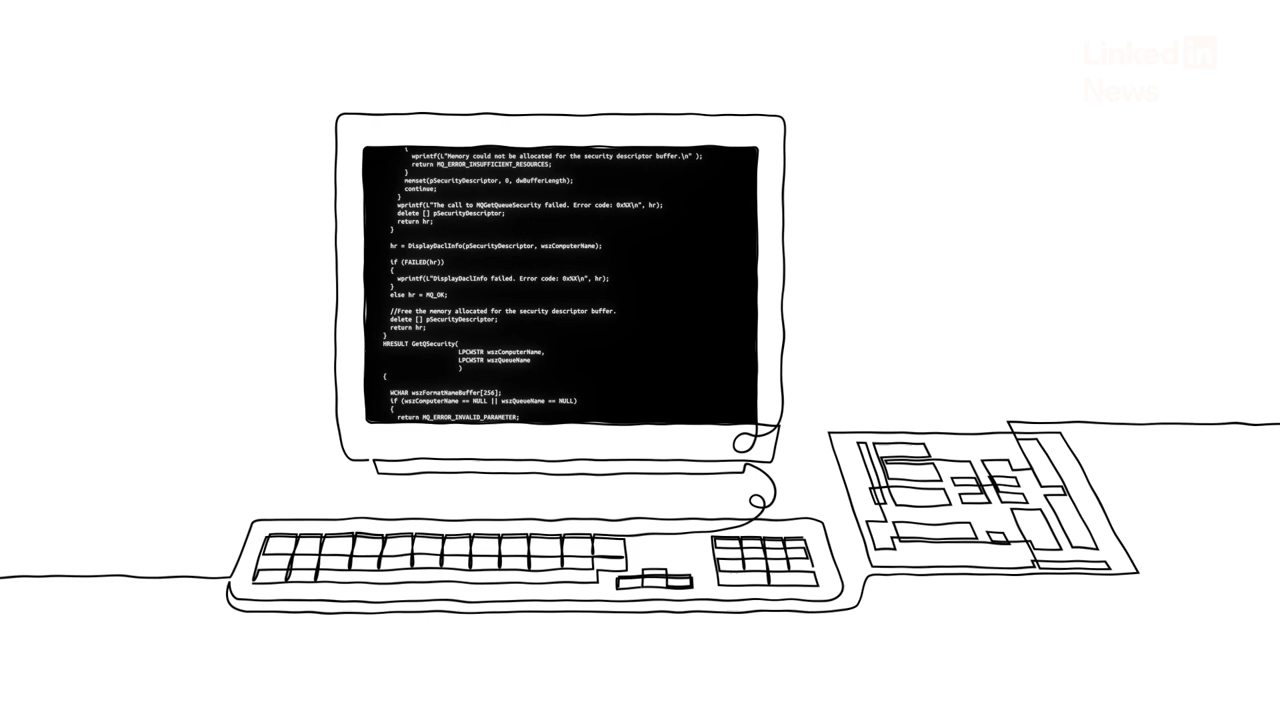 Linked in
News
{
wprintf(L"Memory could not be allocated for the security descriptor buffer.\n" );
return MQ_ERROR_INSUFFICIENT_RESOURCES;
}
memset(pSecurityDescriptor, 0, dwBufferLength);
continue;
}
wprintf(L"The call to MQGetQueueSecurity failed. Error code: 0x%X\n", hr);
delete [] pSecurityDescriptor;
return hr;
}
hr = DisplayDaclInfo(pSecurityDescriptor, wszComputerName);
if (FAILED(hr))
{
wprintf(L"DisplayDaclInfo failed. Error code: 0x%X\n", hr);
}
else hr = MQ_OK;
//Free the memory allocated for the security descriptor buffer.
delete [] pSecurityDescriptor;
return hr;
}
HRESULT GetQSecurity(
LPCWSTR wszComputerName,
LPCWSTR wszQueueName
)
{
WCHAR wszFormatNameBuffer[256];
if (wszComputerName == NULL || wszQueueName == NULL)
{
return MQ_ERROR_INVALID_PARAMETER;